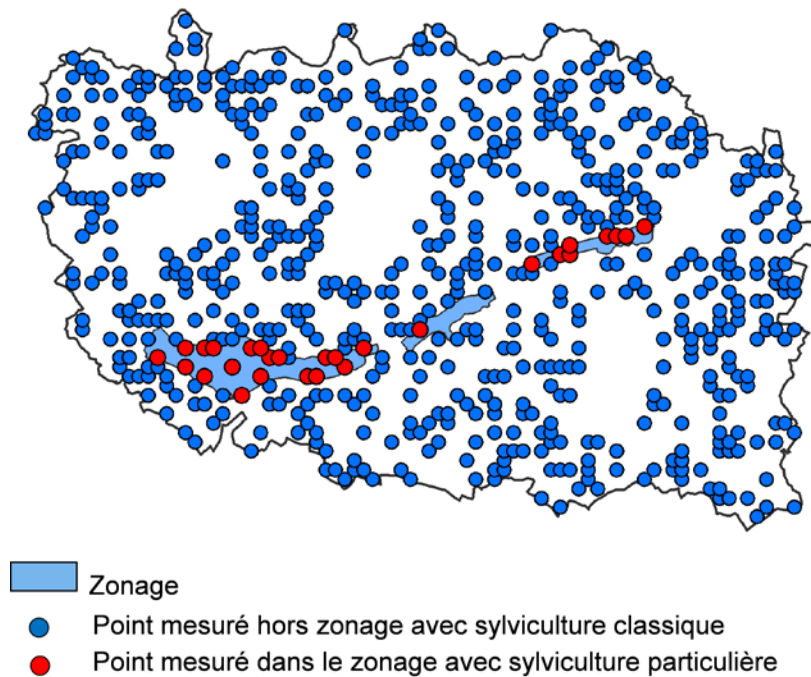 Zonage
Point mesuré hors zonage avec sylviculture classique
Point mesuré dans le zonage avec sylviculture particulière